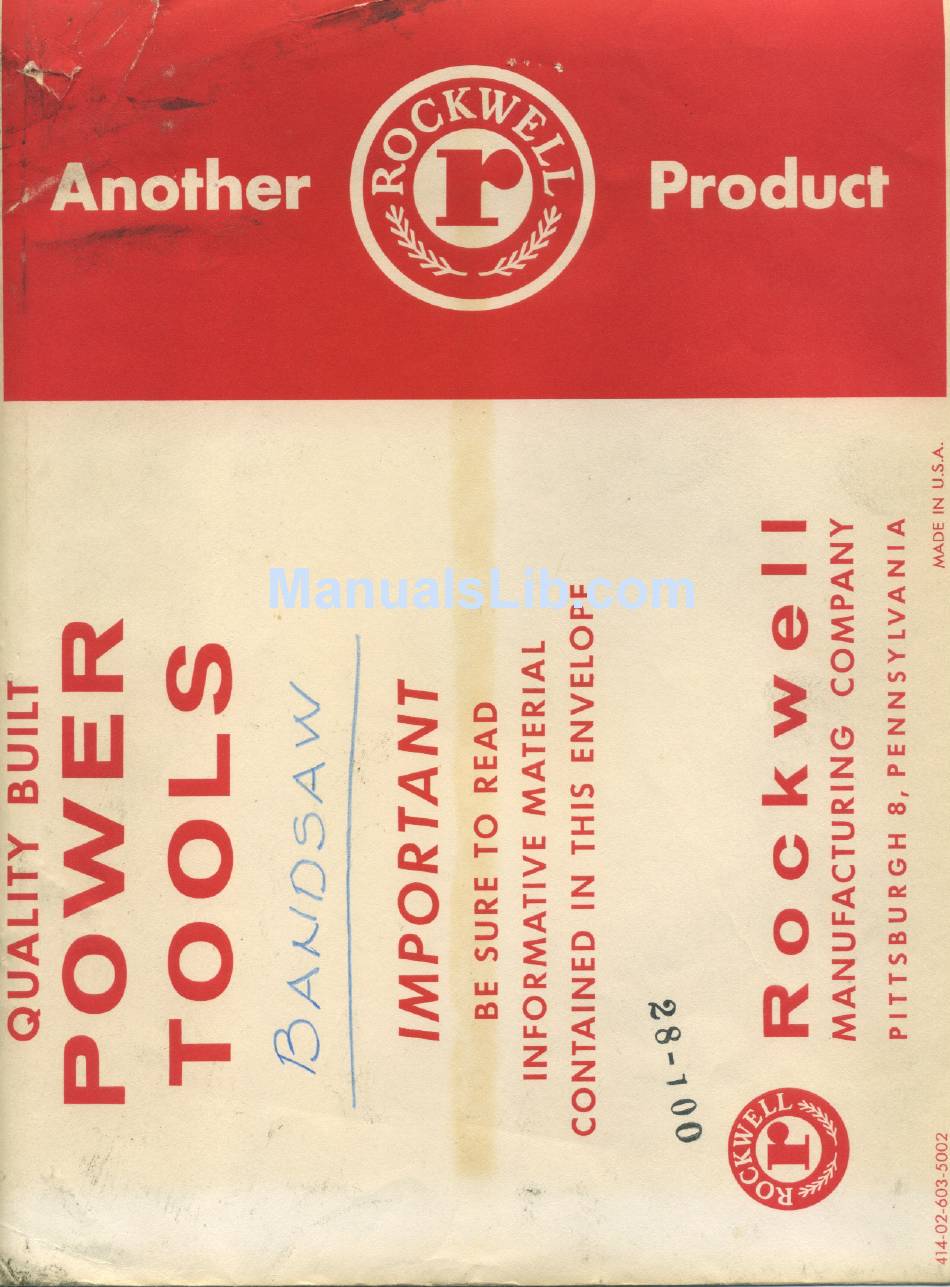 Another
ROCKWELL
r
Product
QUALITY BUILT
POWER
TOOLS
BANDSAW
IMPORTANT
BE SURE TO READ
INFORMATIVE MATERIAL
CONTAINED IN THIS ENVELOPE
28-100
ROCKWELL
r
Rockwell
MANUFACTURING COMPANY
PITTSBURGH 8, PENNSYLVANIA
414-02-603-5002
MADE IN U.S.A.
ManualsLib.com